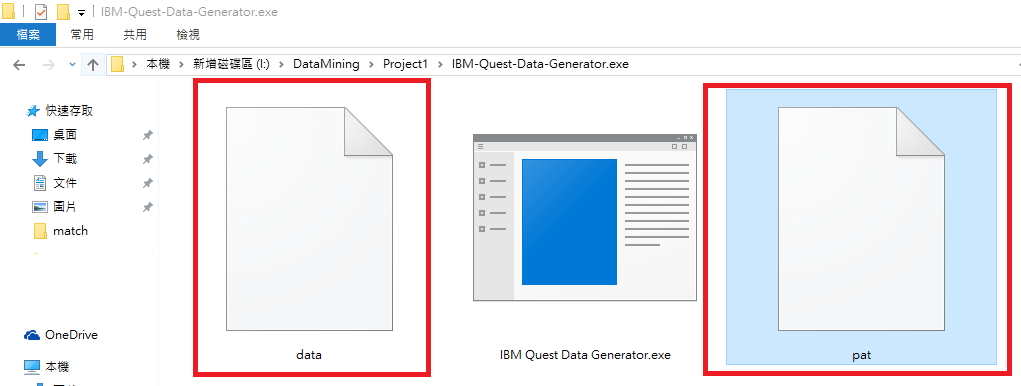 IBM-Quest-Data-Generator.exe
檔案 常用 共用 檢視
本機 新增磁碟區 (I:) DataMining Project1 IBM-Quest-Data-Generator.exe
快速存取
桌面
下載
文件
圖片
match
OneDrive
本機
data
IBM Quest Data Generator.exe
pat